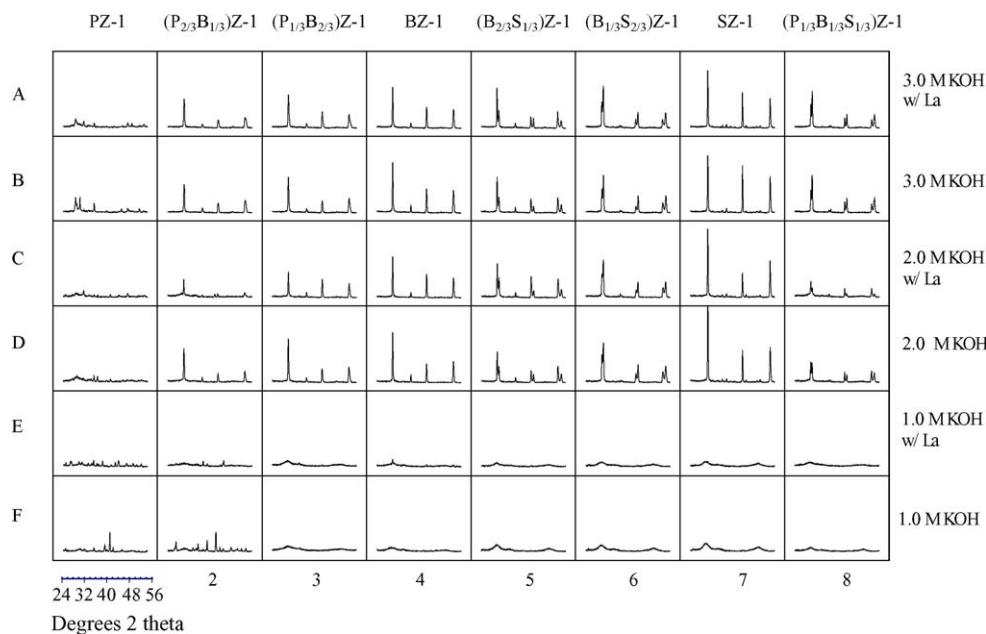 PZ-1 (P2/3B1/3)Z-1 (P1/3B2/3)Z-1 BZ-1 (B2/3S1/3)Z-1 (B1/3S2/3)Z-1 SZ-1 (P1/3B1/3S1/3)Z-1
A 3.0 M KOH
w/ La
B 3.0 M KOH
C 2.0 M KOH
w/ La
D 2.0 M KOH
E 1.0 M KOH
w/ La
F 1.0 M KOH
2 3 4 5 6 7 8
24 32 40 48 56
Degrees 2 theta